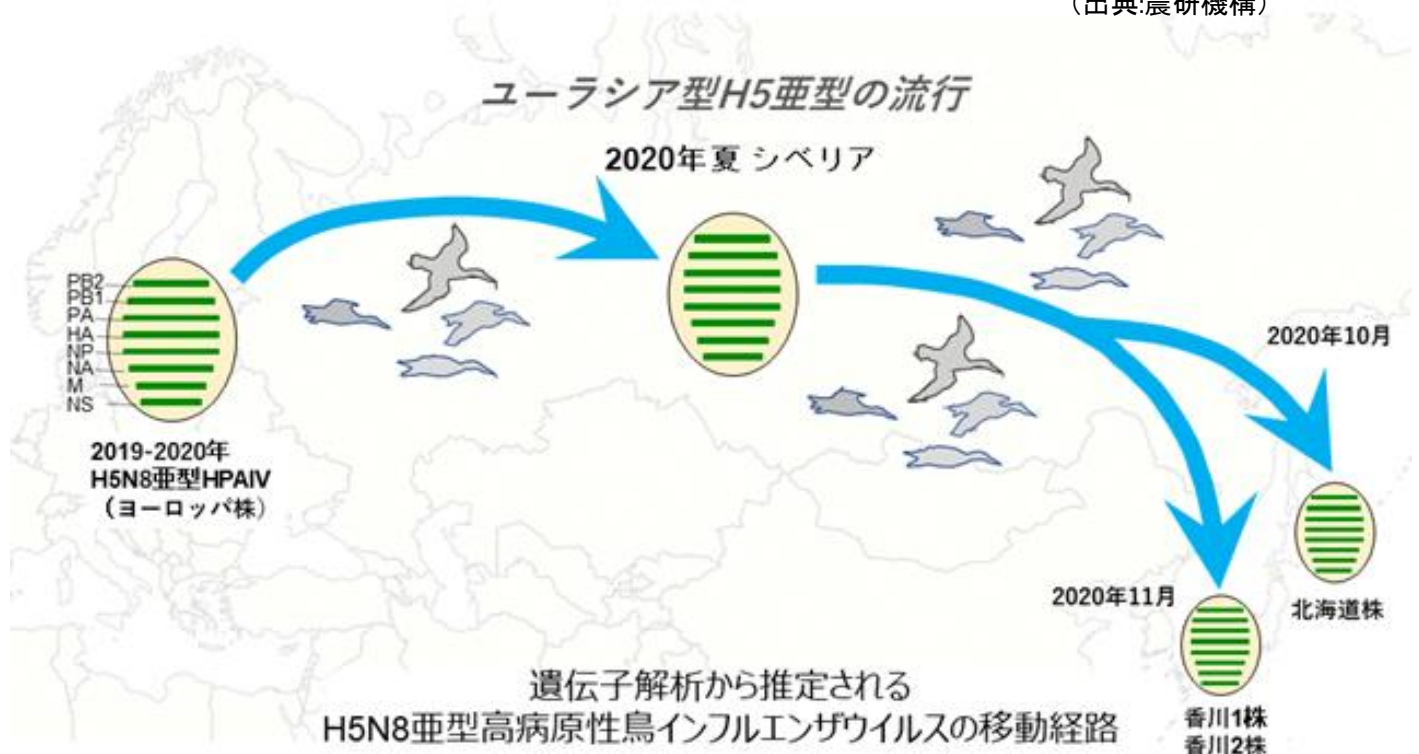 （出典:農研機構）
ユーラシア型H5亜型の流行
2020年夏 シベリア
PB2
PB1
PA
HA
NP
NA
M
NS
2019-2020年
H5N8亜型HPAIV
（ヨーロッパ株）
2020年10月
北海道株
2020年11月
香川1株
香川2株
遺伝子解析から推定される
H5N8亜型高病原性鳥インフルエンザウイルスの移動経路